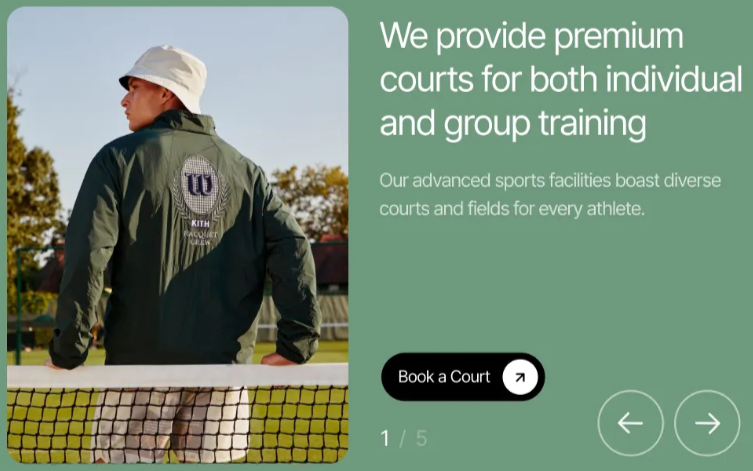 We provide premium
courts for both individual
and group training
Our advanced sports facilities boast diverse
courts and fields for every athlete.
W
KITH
RACQUET
CREW
Book a Court
1 / 5